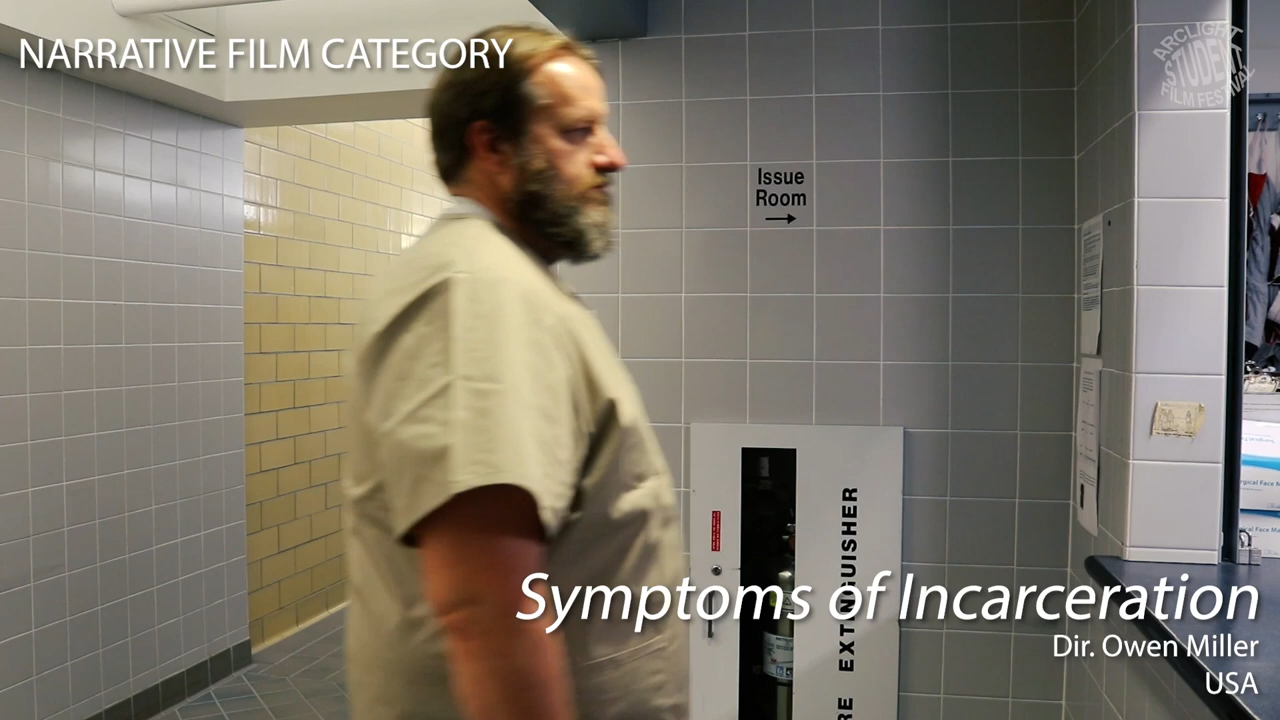 NARRATIVE FILM CATEGORY
ARCLIGHT
STUDENT
FILM FESTIVAL
Issue
Room
EXTINGUISHER
Symptoms of Incarceration
Dir. Owen Miller
USA